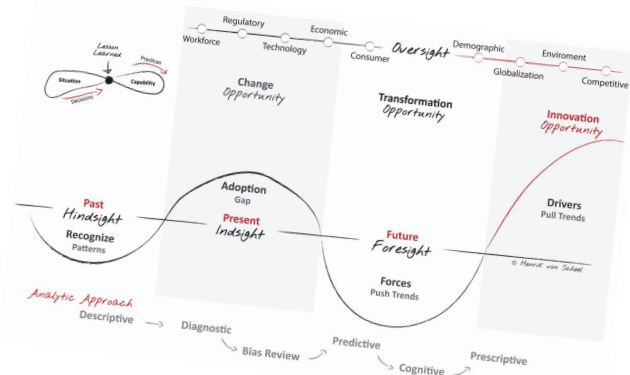 Regulatory
Economic
Workforce
Technology
Consumer
Oversight
Demographic
Enviroment
Globalization
Competitive
Lesson
Learned
Practices
Situation
Capability
Decisions
Change
Opportunity
Transformation
Opportunity
Innovation
Opportunity
Past
Hindsight
Recognize
Patterns
Adoption
Gap
Present
Indsight
Future
Foresight
Forces
Push Trends
Drivers
Pull Trends
© Henrik von Scheel
Analytic Approach
Descriptive
Diagnostic
Bias Review
Predictive
Cognitive
Prescriptive